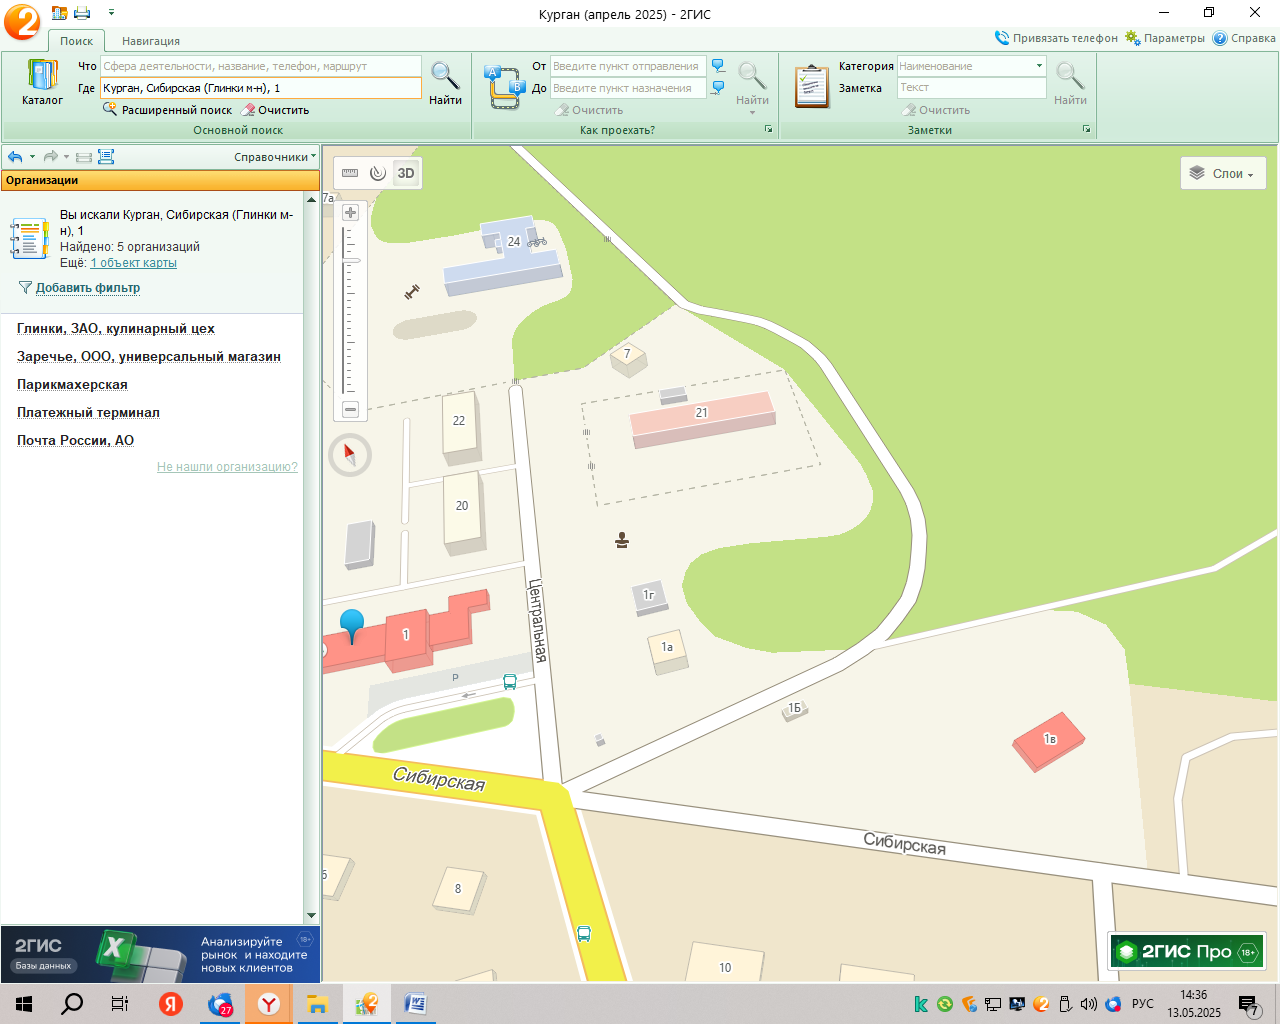 Курган (апрель 2025) - 2ГИС
Поиск
Навигация
Привязать телефон
Параметры
Справка
Каталог
Что
Сфера деятельности, название, телефон, маршрут
Где
Курган, Сибирская (Глинки м-н), 1
Расширенный поиск
Очистить
Найти
Основной поиск
От
Введите пункт отправления
До
Введите пункт назначения
Очистить
Найти
Как проехать?
Категория
Наименование
Заметка
Текст
Очистить
Найти
Заметки
Справочники
Организации
Вы искали Курган, Сибирская (Глинки м-
н), 1
Найдено: 5 организаций
Ещё: 1 объект карты
Добавить фильтр
Глинки, ЗАО, кулинарный цех
Заречье, ООО, универсальный магазин
Парикмахерская
Платежный терминал
Почта России, АО
Не нашли организацию?
2ГИС
Базы данных
Анализируйте
рынок и находите
новых клиентов
18+
3D
Слои
7а
24
7
21
22
20
1г
1
1а
Центральная
P
1Б
1в
Сибирская
Сибирская
6
8
10
2ГИС Про
18+
27
РУС
14:36
13.05.2025
7